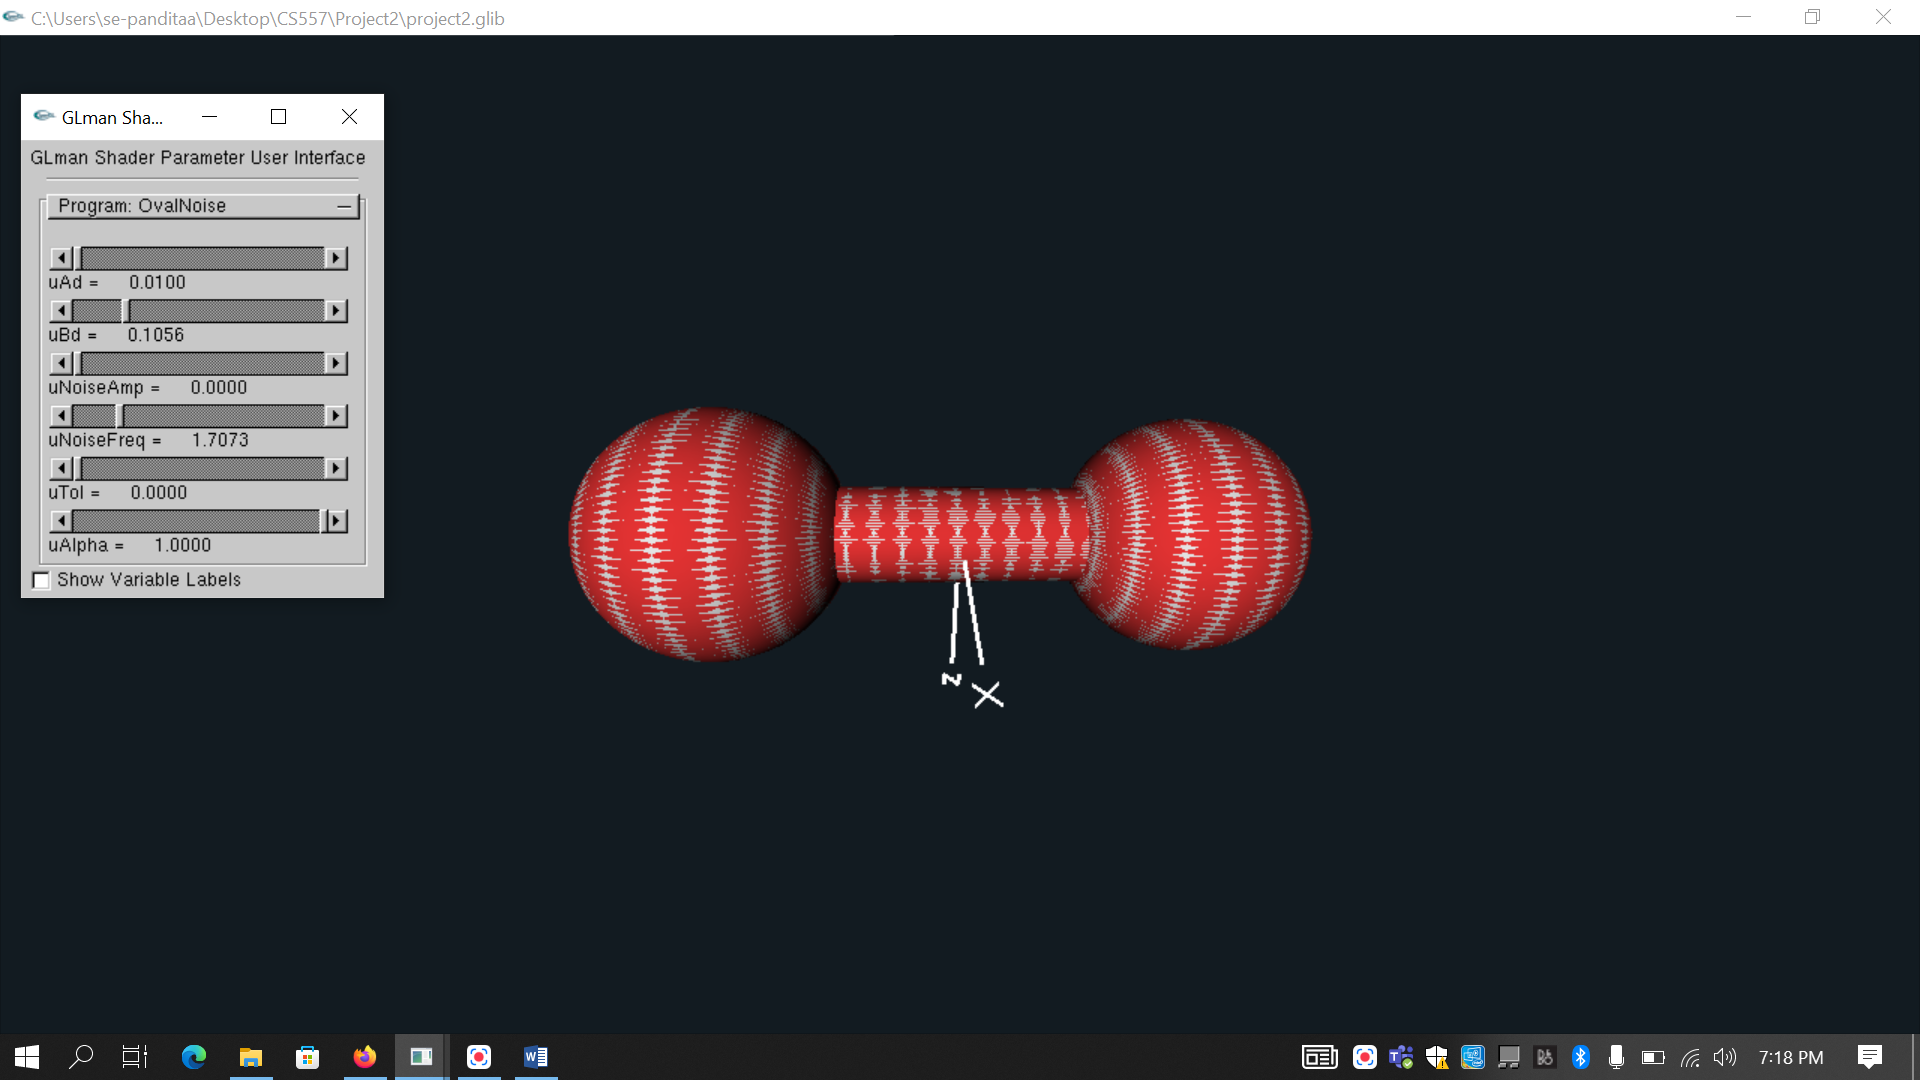 C:\Users\se-panditaa\Desktop\CS557\Project2\project2.glib
GLman Sha...
GLman Shader Parameter User Interface
Program: OvalNoise
uAd = 0.0100
uBd = 0.1056
uNoiseAmp = 0.0000
uNoiseFreq = 1.7073
uTol = 0.0000
uAlpha = 1.0000
Show Variable Labels
Z
X
7:18 PM